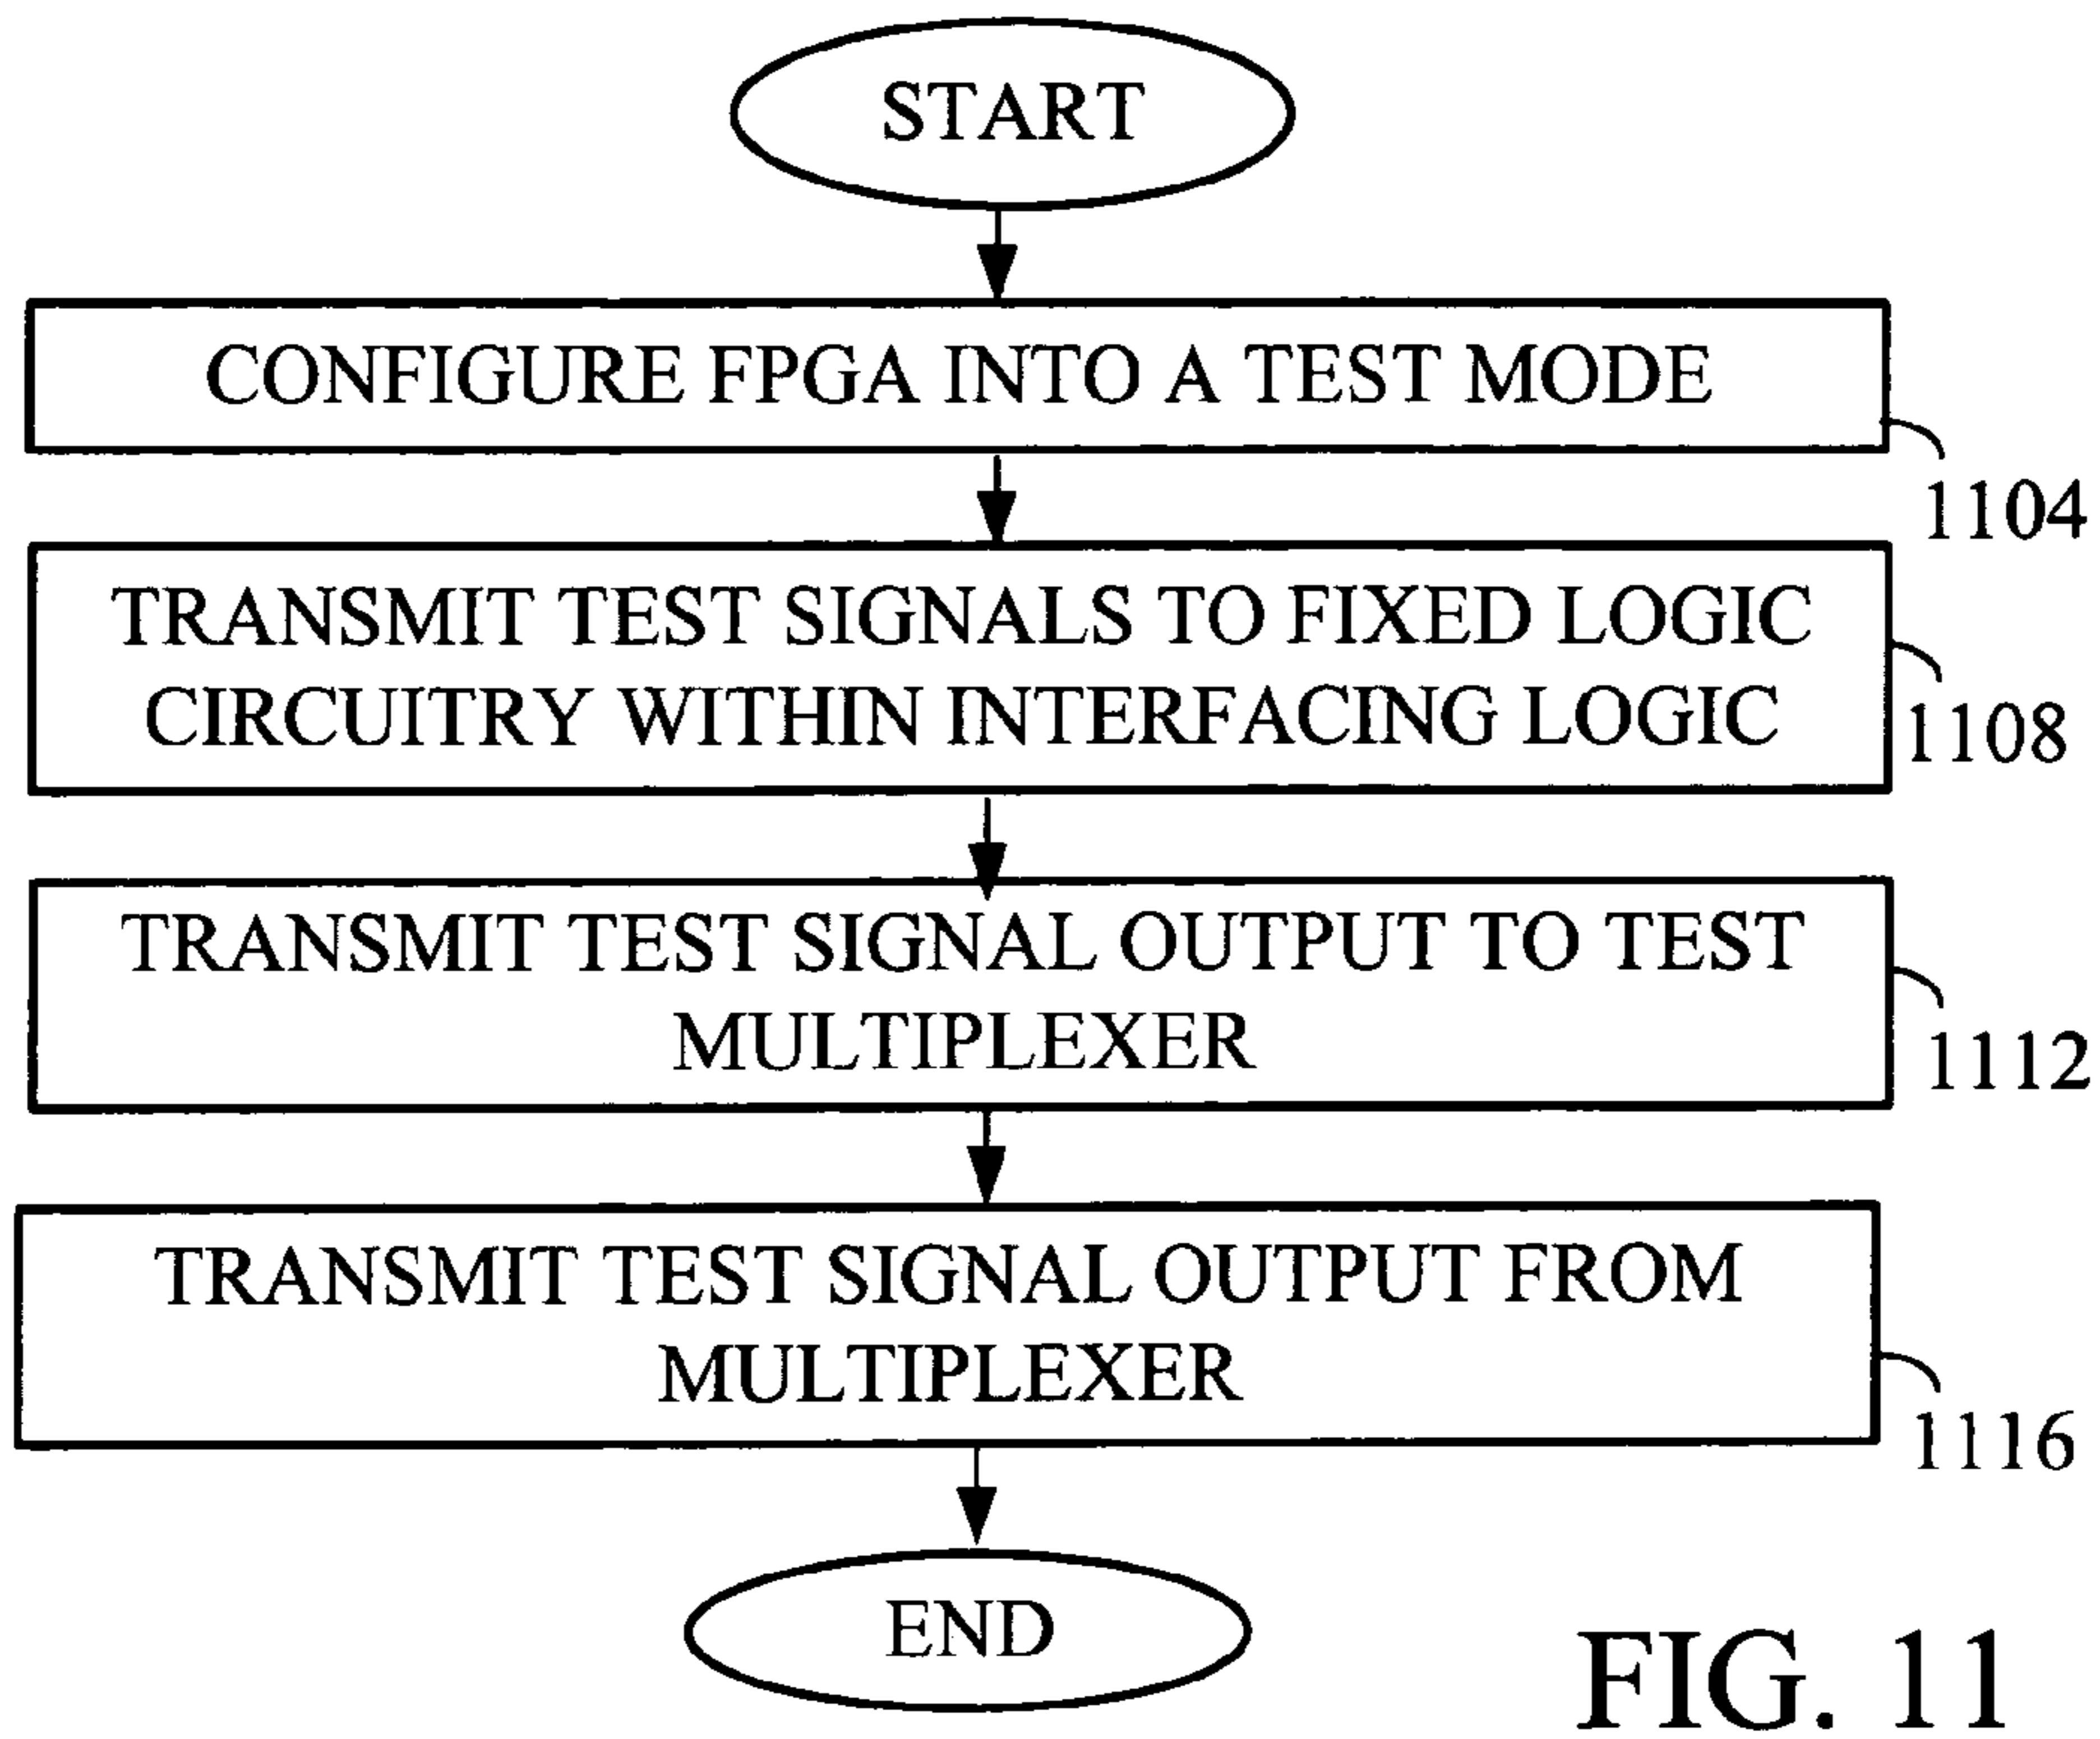 START
CONFIGURE FPGA INTO A TEST MODE
1104
TRANSMIT TEST SIGNALS TO FIXED LOGIC
CIRCUITRY WITHIN INTERFACING LOGIC
1108
TRANSMIT TEST SIGNAL OUTPUT TO TEST
MULTIPLEXER
1112
TRANSMIT TEST SIGNAL OUTPUT FROM
MULTIPLEXER
1116
END
FIG. 11